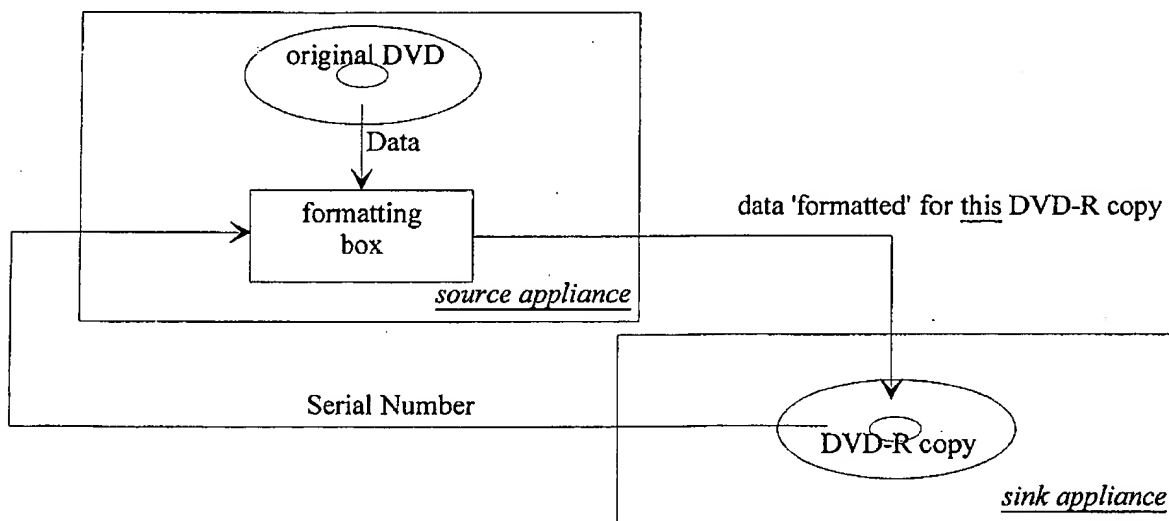 original DVD
Data
formatting
box
data 'formatted' for this DVD-R copy
source appliance
Serial Number
DVD-R copy
sink appliance